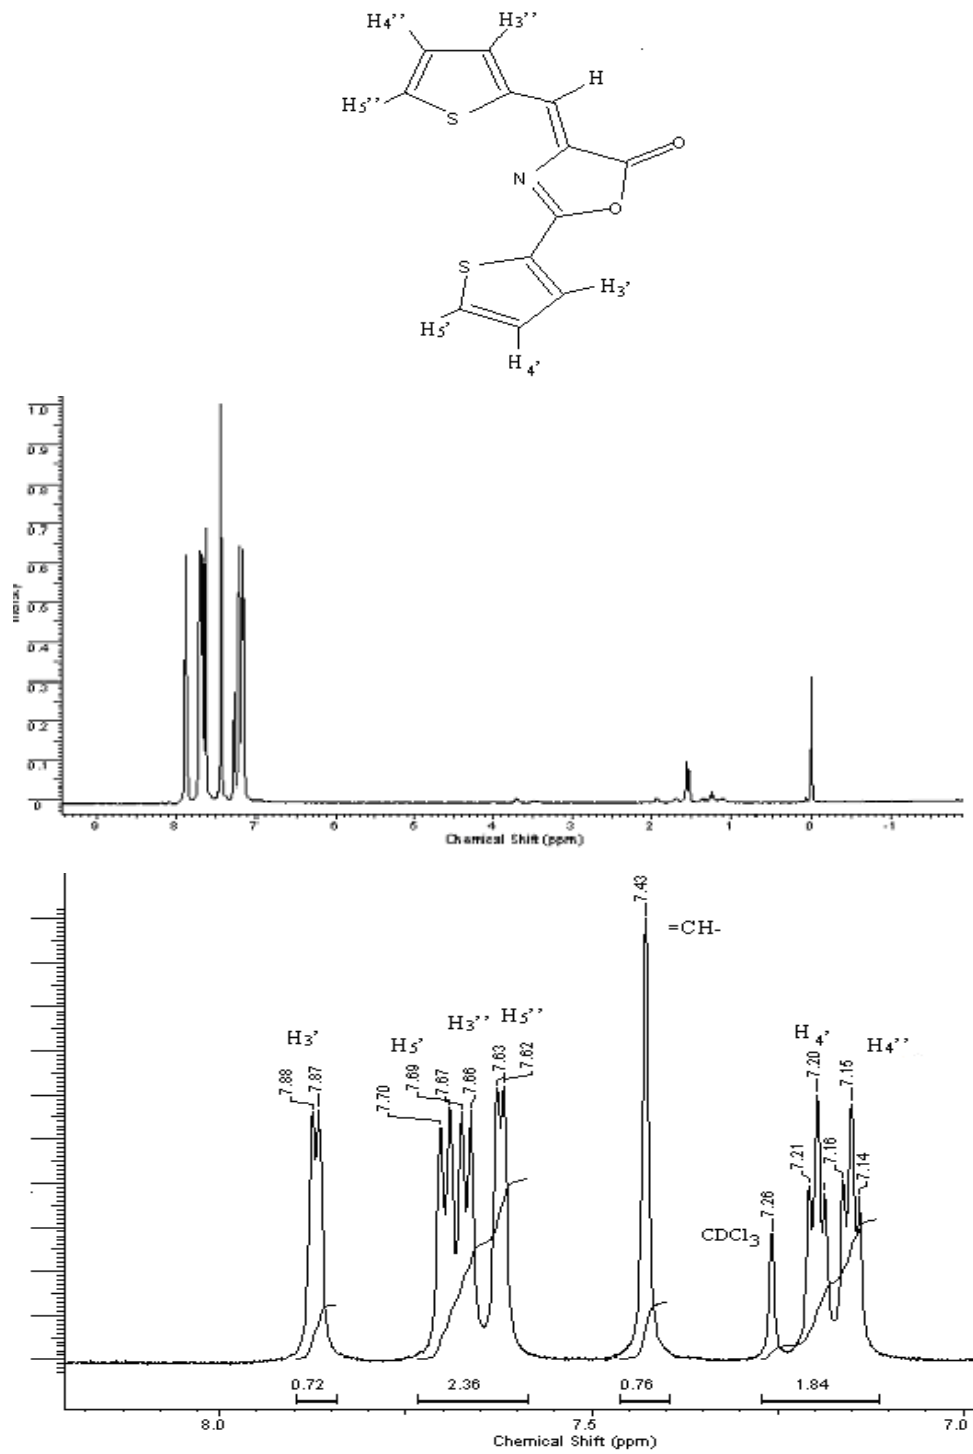 H4’’ H3’’
H
H5’’
S
O
N
O
S
H3’
H5’
H 4’
1.0
0.9
0.8
0.7
0.6
0.5
0.4
0.3
0.2
0.1
0
9 8 7 6 5 4 3 2 1 0 -1
Chemical Shift (ppm)
7.43
=CH-
H3’ H5’ H3’’ H5’’ H 4’ H4’’
7.88 7.87 7.70 7.69 7.67 7.66 7.63 7.62 7.26 7.21 7.20 7.16 7.15 7.14
CDCl3
0.72 2.36 0.76 1.84
8.0 7.5 7.0
Chemical Shift (ppm)